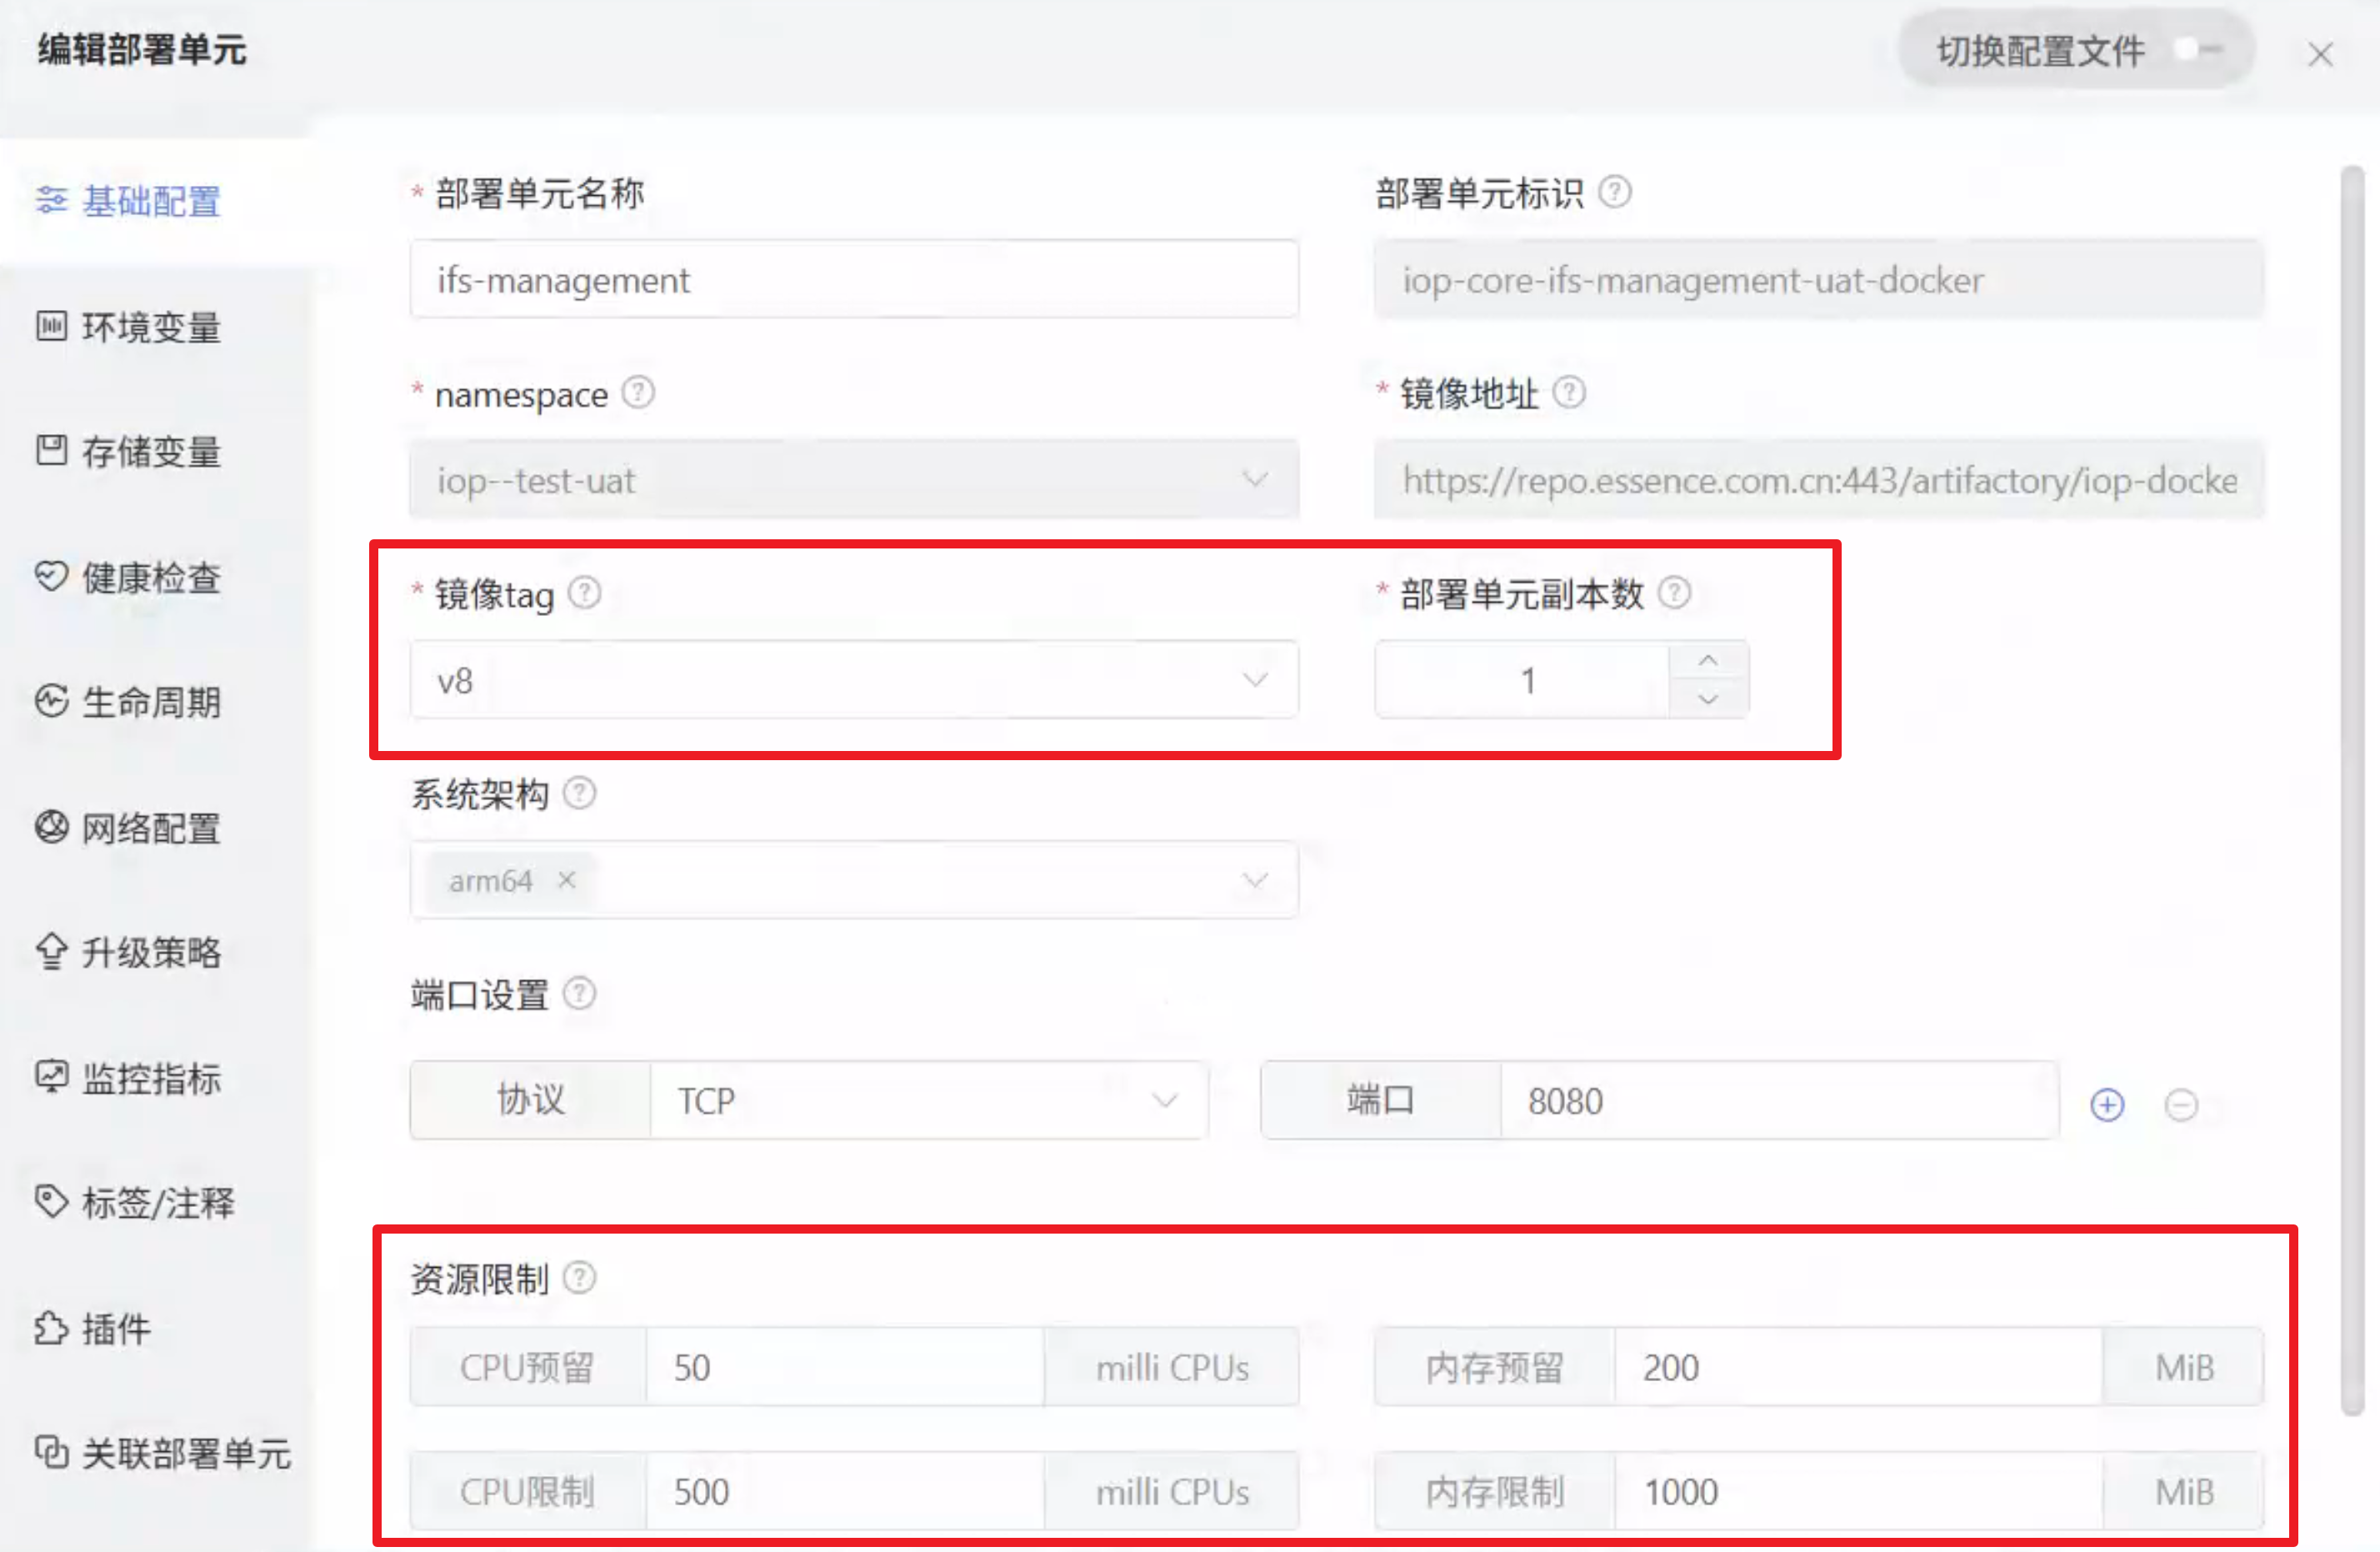 编辑部署单元
切换配置文件
基础配置
环境变量
存储变量
健康检查
生命周期
网络配置
升级策略
监控指标
标签/注释
插件
关联部署单元
* 部署单元名称
ifs-management
部署单元标识 ?
iop-core-ifs-management-uat-docker
* namespace ?
iop--test-uat
* 镜像地址 ?
https://repo.essence.com.cn:443/artifactory/iop-docke
* 镜像tag ?
v8
* 部署单元副本数 ?
1
系统架构 ?
arm64 ×
端口设置 ?
协议 TCP
端口 8080
资源限制 ?
CPU预留 50 milli CPUs
内存预留 200 MiB
CPU限制 500 milli CPUs
内存限制 1000 MiB